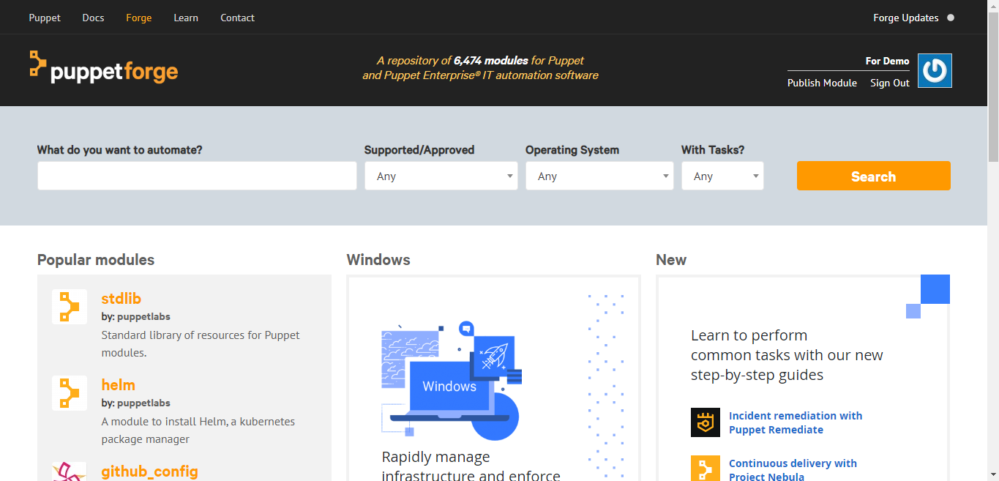 Puppet Docs Forge Learn Contact Forge Updates
puppetforge
A repository of 6,474 modules for Puppet
and Puppet Enterprise® IT automation software
For Demo
Publish Module Sign Out
What do you want to automate? Supported/Approved Operating System With Tasks?
Any Any Any Search
Popular modules
stdlib
by: puppetlabs
Standard library of resources for Puppet
modules.
helm
by: puppetlabs
A module to install Helm, a kubernetes
package manager
github_config
Windows
Windows
Rapidly manage
infrastructure and enforce
New
Learn to perform
common tasks with our new
step-by-step guides
Incident remediation with
Puppet Remediate
Continuous delivery with
Project Nebula